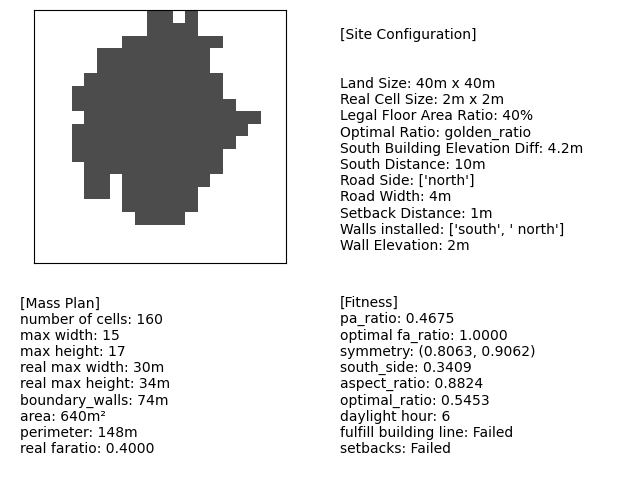 [Site Configuration]
Land Size: 40m x 40m
Real Cell Size: 2m x 2m
Legal Floor Area Ratio: 40%
Optimal Ratio: golden_ratio
South Building Elevation Diff: 4.2m
South Distance: 10m
Road Side: ['north']
Road Width: 4m
Setback Distance: 1m
Walls installed: ['south', ' north']
Wall Elevation: 2m
[Mass Plan]
number of cells: 160
max width: 15
max height: 17
real max width: 30m
real max height: 34m
boundary_walls: 74m
area: 640m²
perimeter: 148m
real faratio: 0.4000
[Fitness]
pa_ratio: 0.4675
optimal fa_ratio: 1.0000
symmetry: (0.8063, 0.9062)
south_side: 0.3409
aspect_ratio: 0.8824
optimal_ratio: 0.5453
daylight hour: 6
fulfill building line: Failed
setbacks: Failed